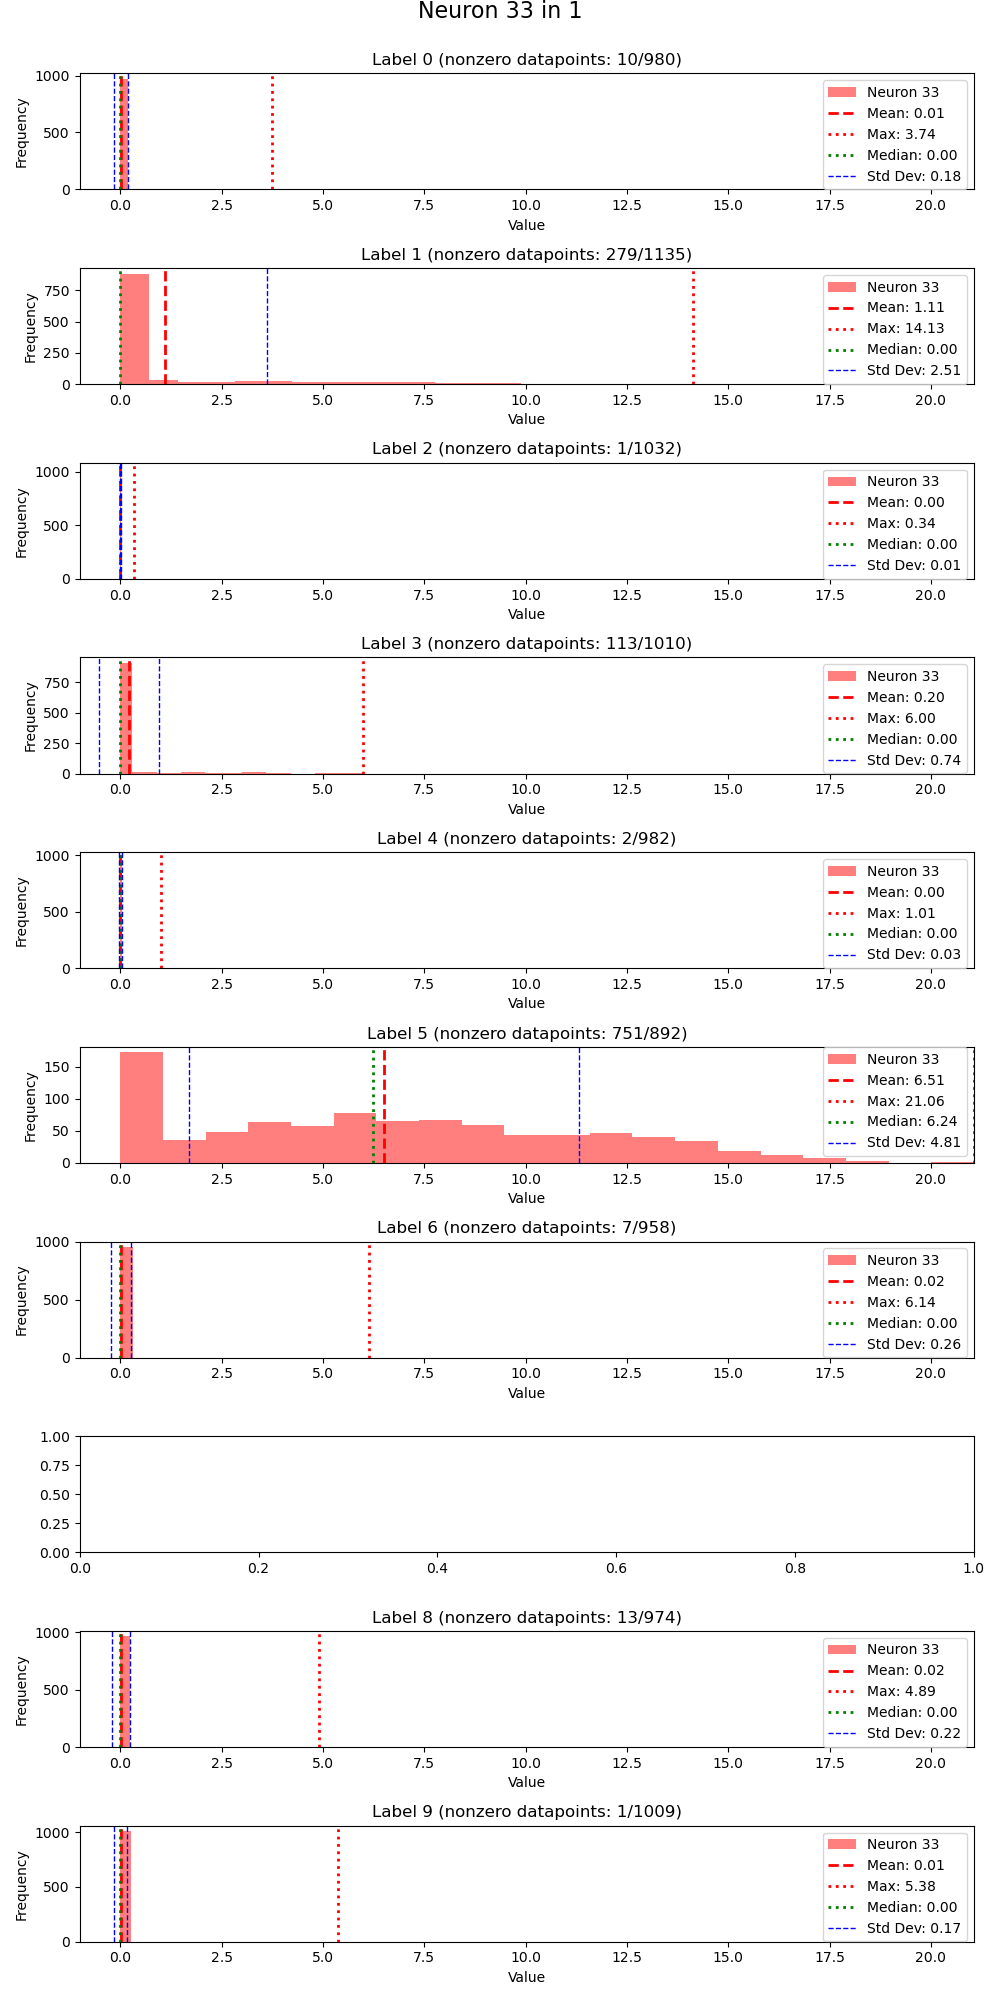 Neuron 33 in 1
Label 0 (nonzero datapoints: 10/980)
Frequency
1000
500
0
Neuron 33
Mean: 0.01
Max: 3.74
Median: 0.00
Std Dev: 0.18
0.0 2.5 5.0 7.5 10.0 12.5 15.0 17.5 20.0
Value
Label 1 (nonzero datapoints: 279/1135)
Frequency
750
500
250
0
Neuron 33
Mean: 1.11
Max: 14.13
Median: 0.00
Std Dev: 2.51
0.0 2.5 5.0 7.5 10.0 12.5 15.0 17.5 20.0
Value
Label 2 (nonzero datapoints: 1/1032)
Frequency
1000
500
0
Neuron 33
Mean: 0.00
Max: 0.34
Median: 0.00
Std Dev: 0.01
0.0 2.5 5.0 7.5 10.0 12.5 15.0 17.5 20.0
Value
Label 3 (nonzero datapoints: 113/1010)
Frequency
750
500
250
0
Neuron 33
Mean: 0.20
Max: 6.00
Median: 0.00
Std Dev: 0.74
0.0 2.5 5.0 7.5 10.0 12.5 15.0 17.5 20.0
Value
Label 4 (nonzero datapoints: 2/982)
Frequency
1000
500
0
Neuron 33
Mean: 0.00
Max: 1.01
Median: 0.00
Std Dev: 0.03
0.0 2.5 5.0 7.5 10.0 12.5 15.0 17.5 20.0
Value
Label 5 (nonzero datapoints: 751/892)
Frequency
150
100
50
0
Neuron 33
Mean: 6.51
Max: 21.06
Median: 6.24
Std Dev: 4.81
0.0 2.5 5.0 7.5 10.0 12.5 15.0 17.5 20.0
Value
Label 6 (nonzero datapoints: 7/958)
Frequency
1000
500
0
Neuron 33
Mean: 0.02
Max: 6.14
Median: 0.00
Std Dev: 0.26
0.0 2.5 5.0 7.5 10.0 12.5 15.0 17.5 20.0
Value
1.00
0.75
0.50
0.25
0.00
0.0 0.2 0.4 0.6 0.8 1.0
Label 8 (nonzero datapoints: 13/974)
Frequency
1000
500
0
Neuron 33
Mean: 0.02
Max: 4.89
Median: 0.00
Std Dev: 0.22
0.0 2.5 5.0 7.5 10.0 12.5 15.0 17.5 20.0
Value
Label 9 (nonzero datapoints: 1/1009)
Frequency
1000
500
0
Neuron 33
Mean: 0.01
Max: 5.38
Median: 0.00
Std Dev: 0.17
0.0 2.5 5.0 7.5 10.0 12.5 15.0 17.5 20.0
Value